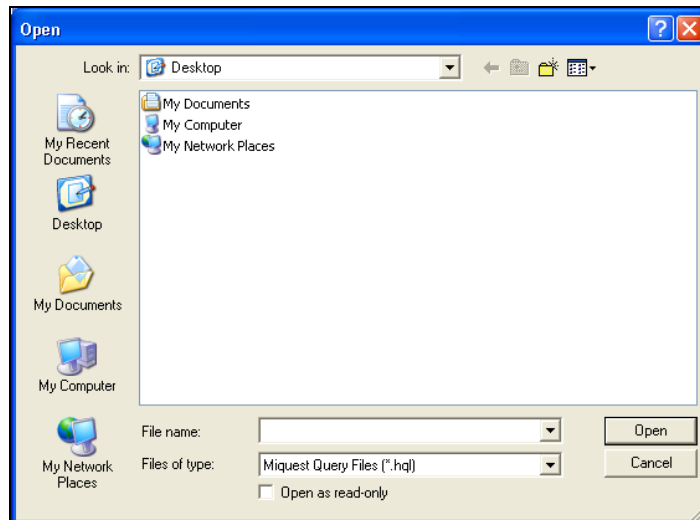 Open
Look in: Desktop
My Recent
Documents
Desktop
My Documents
My Computer
My Network
Places
My Documents
My Computer
My Network Places
File name:
Open
Files of type: Miquest Query Files (*.hql)
Cancel
Open as read-only